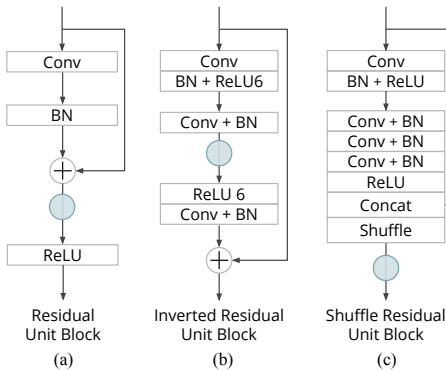 Conv
BN
ReLU
Residual
Unit Block
(a)
Conv
BN + ReLU6
Conv + BN
ReLU 6
Conv + BN
Inverted Residual
Unit Block
(b)
Conv
BN + ReLU
Conv + BN
Conv + BN
Conv + BN
ReLU
Concat
Shuffle
Shuffle Residual
Unit Block
(c)